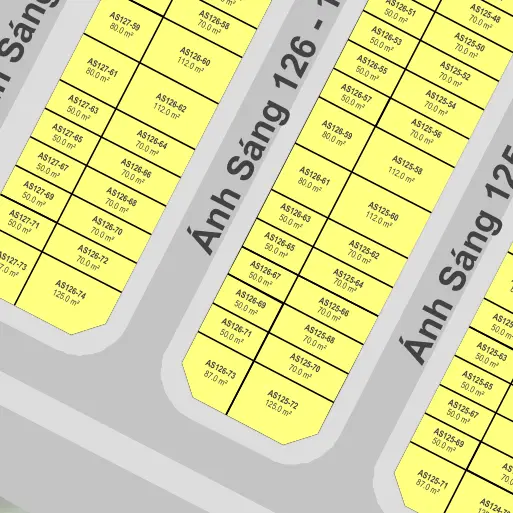 AS127-59
80.0 m²
AS127-61
80.0 m²
AS127-63
50.0 m²
AS127-65
50.0 m²
AS127-67
50.0 m²
AS127-69
50.0 m²
AS127-71
50.0 m²
AS126-58
70.0 m²
AS126-60
112.0 m²
AS126-62
112.0 m²
AS126-64
70.0 m²
AS126-66
70.0 m²
AS126-68
70.0 m²
AS126-70
70.0 m²
AS126-72
70.0 m²
AS126-74
125.0 m²
Ánh Sáng 126 -
AS126-51
50.0 m²
AS126-53
50.0 m²
AS126-55
50.0 m²
AS126-57
50.0 m²
AS126-59
80.0 m²
AS126-61
80.0 m²
AS126-63
50.0 m²
AS126-65
50.0 m²
AS126-67
50.0 m²
AS126-69
50.0 m²
AS126-71
50.0 m²
AS126-73
87.0 m²
AS125-48
70.0 m²
AS125-50
70.0 m²
AS125-52
70.0 m²
AS125-54
70.0 m²
AS125-56
70.0 m²
AS125-58
112.0 m²
AS125-60
112.0 m²
AS125-62
70.0 m²
AS125-64
70.0 m²
AS125-66
70.0 m²
AS125-68
70.0 m²
AS125-70
70.0 m²
AS125-72
125.0 m²
Ánh Sáng 125
AS125-63
50.0 m²
AS125-65
50.0 m²
AS125-67
50.0 m²
AS125-69
50.0 m²
AS125-71
87.0 m²